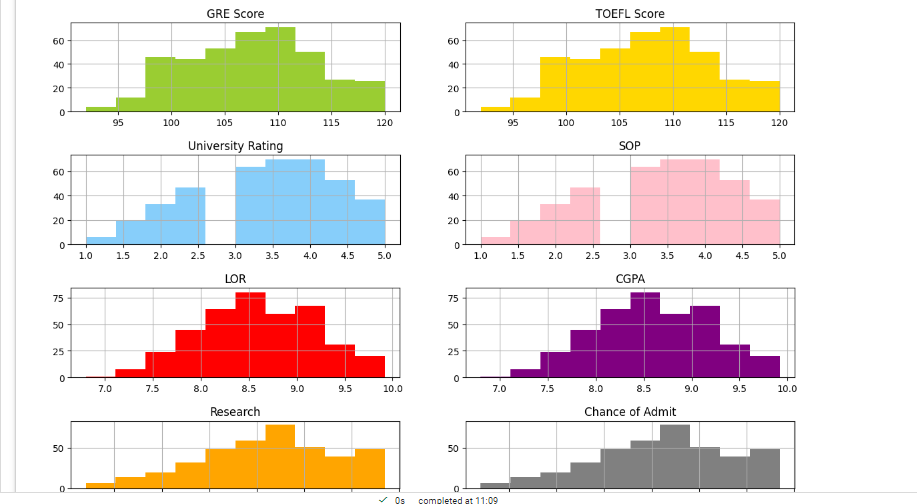 GRE Score TOEFL Score
60 60
40 40
20 20
0 0
95 100 105 110 115 120 95 100 105 110 115 120
University Rating SOP
60 60
40 40
20 20
0 0
1.0 1.5 2.0 2.5 3.0 3.5 4.0 4.5 5.0 1.0 1.5 2.0 2.5 3.0 3.5 4.0 4.5 5.0
LOR CGPA
75 75
50 50
25 25
0 0
7.0 7.5 8.0 8.5 9.0 9.5 10.0 7.0 7.5 8.0 8.5 9.0 9.5 10.0
Research Chance of Admit
50 50
0 0
✓ 0s completed at 11:09